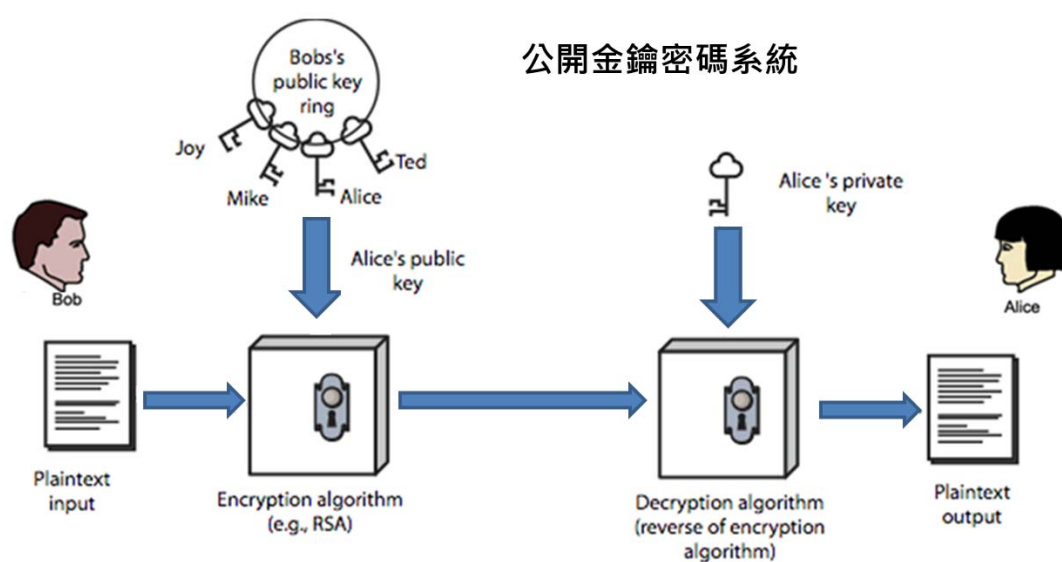 公開金鑰密碼系統
Bobs's
public key
ring
Joy
Mike
Alice
Ted
Alice's public
key
Alice 's private
key
Bob
Alice
Plaintext
input
Encryption algorithm
(e.g., RSA)
Decryption algorithm
(reverse of encryption
algorithm)
Plaintext
output